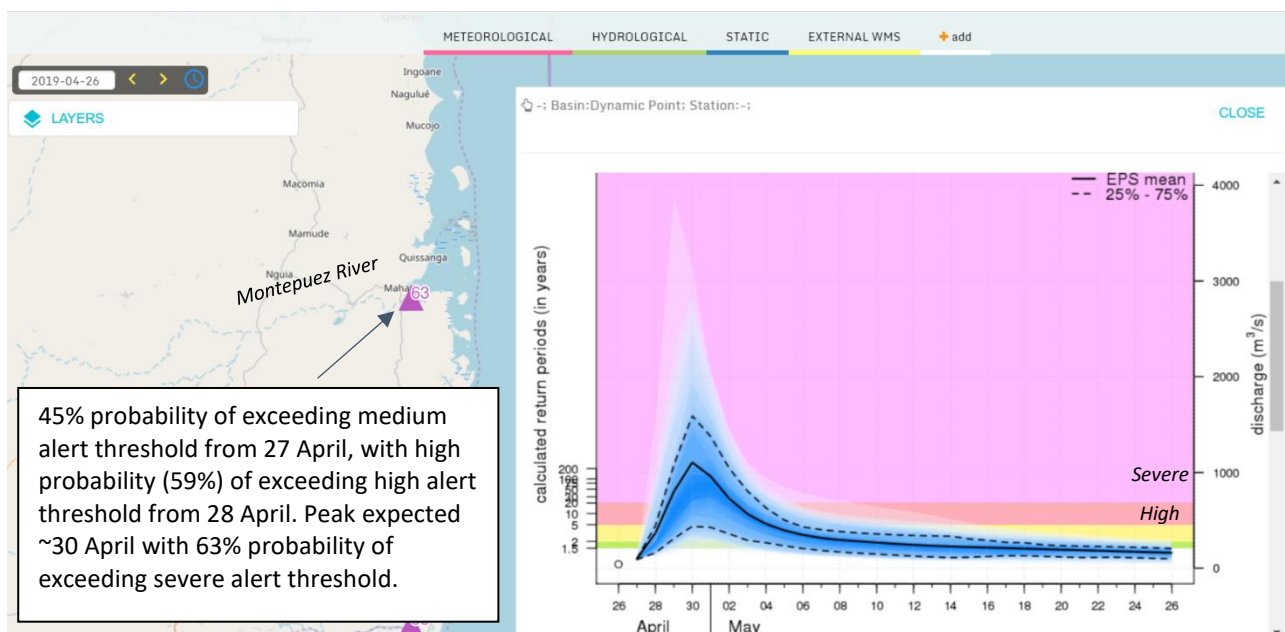 METEOROLOGICAL HYDROLOGICAL STATIC EXTERNAL WMS + add
2019-04-26 < >
LAYERS
Ingoane
Nagulué
Mucojo
Macomia
Mamude
Quissanga
Nguia
Montepuez River
63
45% probability of exceeding medium
alert threshold from 27 April, with high
probability (59%) of exceeding high alert
threshold from 28 April. Peak expected
~30 April with 63% probability of
exceeding severe alert threshold.
-; Basin:Dynamic Point; Station:-;
CLOSE
EPS mean
25% - 75%
calculated return periods (in years)
200
100
20
10
5
2
1.5
4000
3000
2000
1000
0
discharge (m³/s)
Severe
High
26 28 30 02 04 06 08 10 12 14 16 18 20 22 24 26
April May